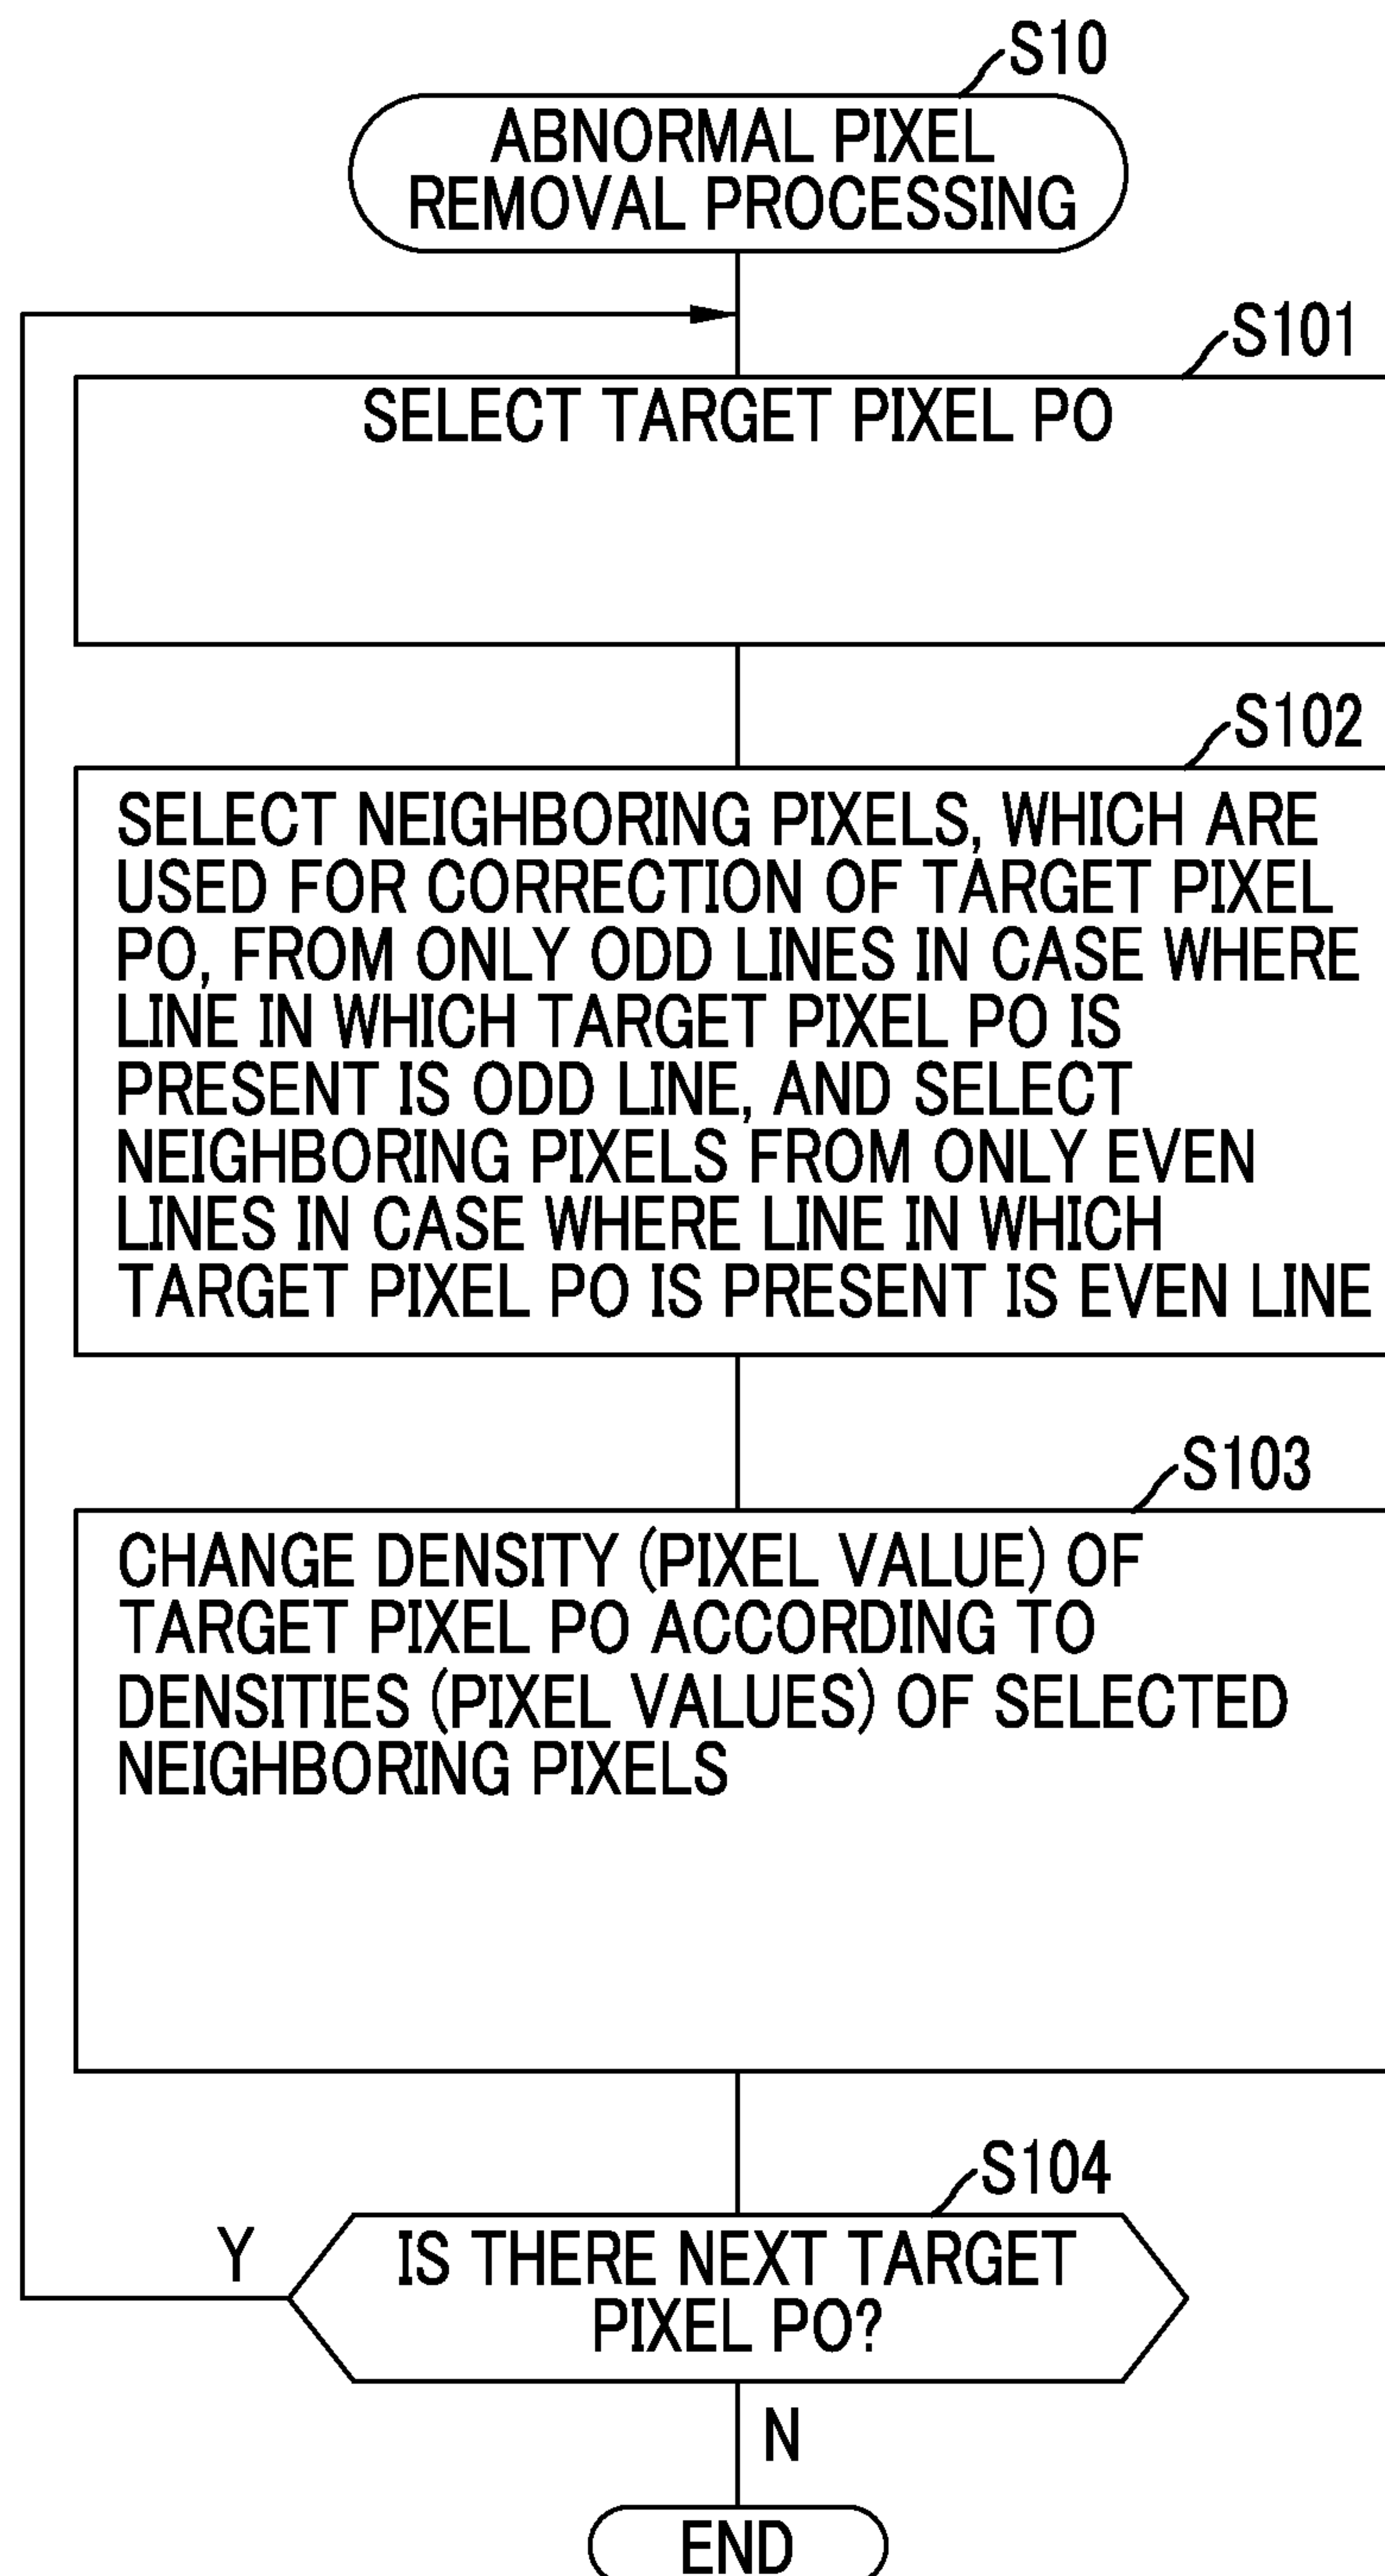 S10
ABNORMAL PIXEL
REMOVAL PROCESSING
S101
SELECT TARGET PIXEL PO
S102
SELECT NEIGHBORING PIXELS, WHICH ARE
USED FOR CORRECTION OF TARGET PIXEL
PO, FROM ONLY ODD LINES IN CASE WHERE
LINE IN WHICH TARGET PIXEL PO IS
PRESENT IS ODD LINE, AND SELECT
NEIGHBORING PIXELS FROM ONLY EVEN
LINES IN CASE WHERE LINE IN WHICH
TARGET PIXEL PO IS PRESENT IS EVEN LINE
S103
CHANGE DENSITY (PIXEL VALUE) OF
TARGET PIXEL PO ACCORDING TO
DENSITIES (PIXEL VALUES) OF SELECTED
NEIGHBORING PIXELS
S104
Y
IS THERE NEXT TARGET
PIXEL PO?
N
END